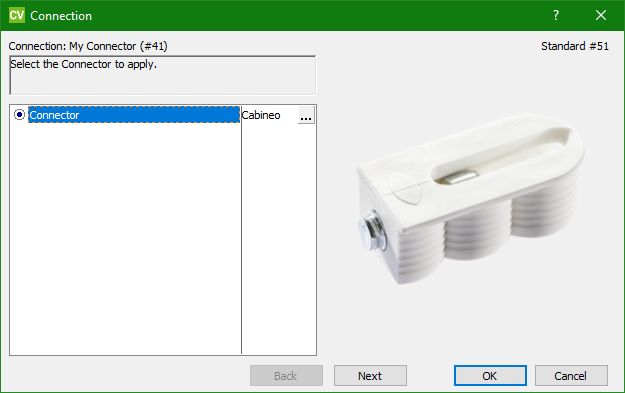 CV Connection ?
Connection: My Connector (#41) Standard #51
Select the Connector to apply.
Connector Cabineo ...
Back Next OK Cancel